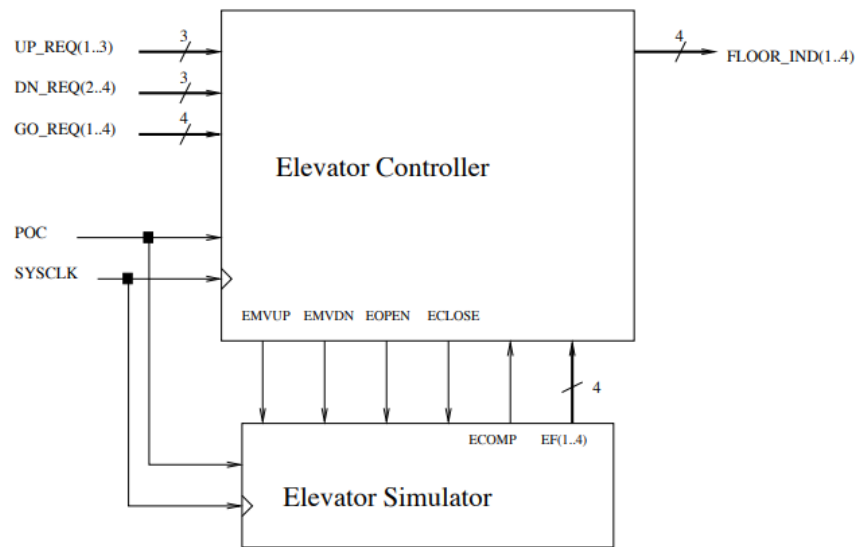 3
4
UP_REQ(1..3)
FLOOR_IND(1..4)
3
DN_REQ(2..4)
4
GO_REQ(1..4)
Elevator Controller
POC
SYSCLK
EMVUP EMVDN EOPEN ECLOSE
4
ECOMP EF(1..4)
Elevator Simulator